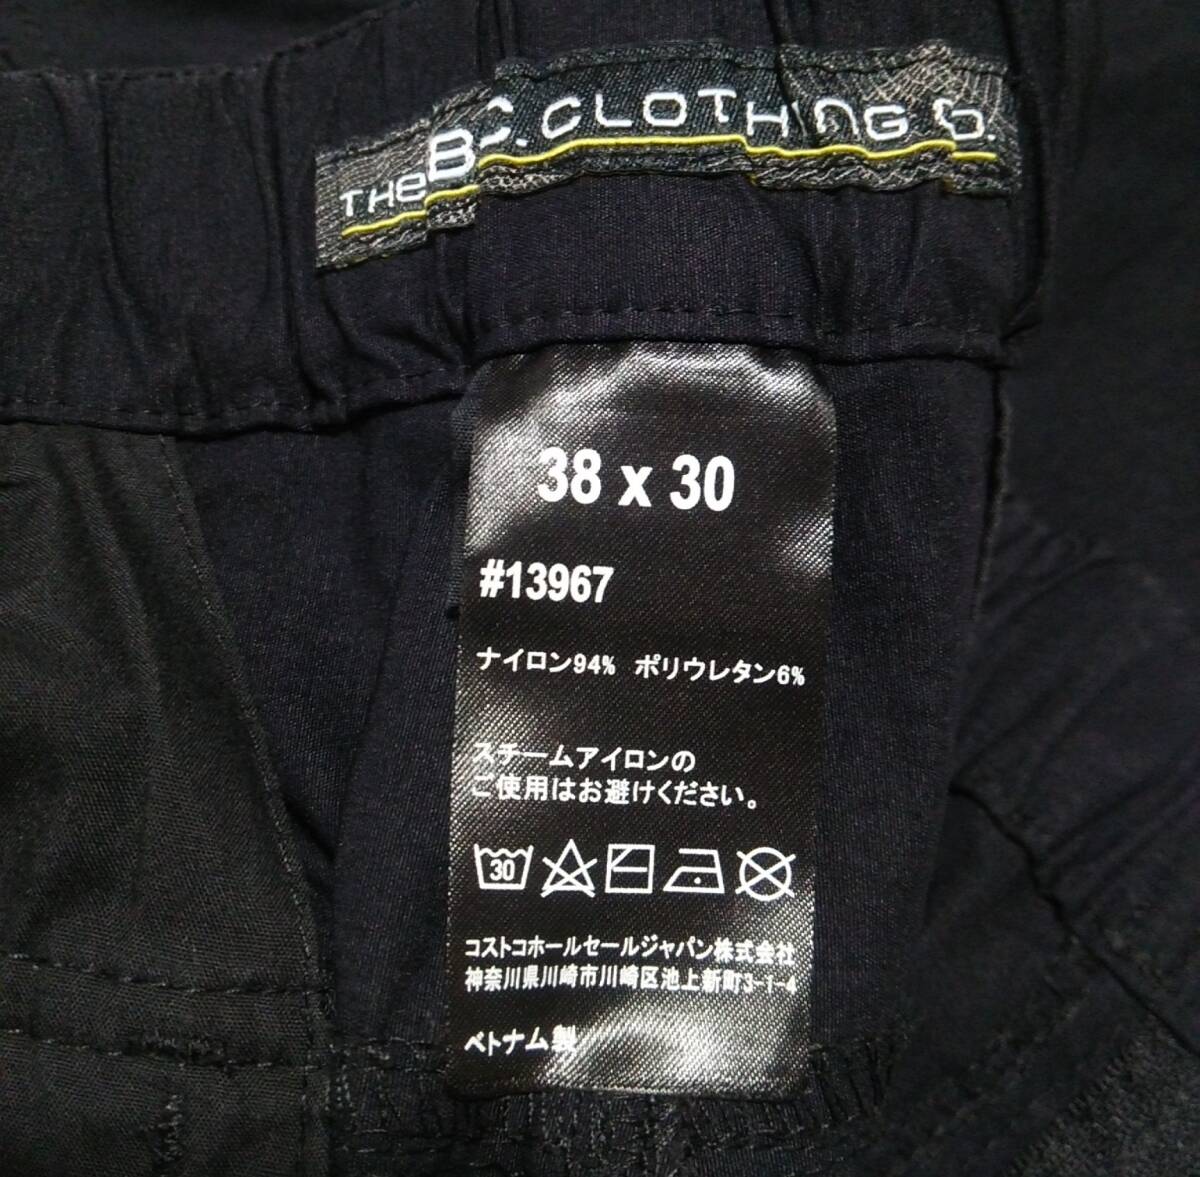 THE B.C. CLOTHING CO.
38 x 30
#13967
ナイロン94% ポリウレタン6%
スチームアイロンの
ご使用はお避けください。
30
コストコホールセールジャパン株式会社
神奈川県川崎市川崎区池上新町3-1-4
ベトナム製